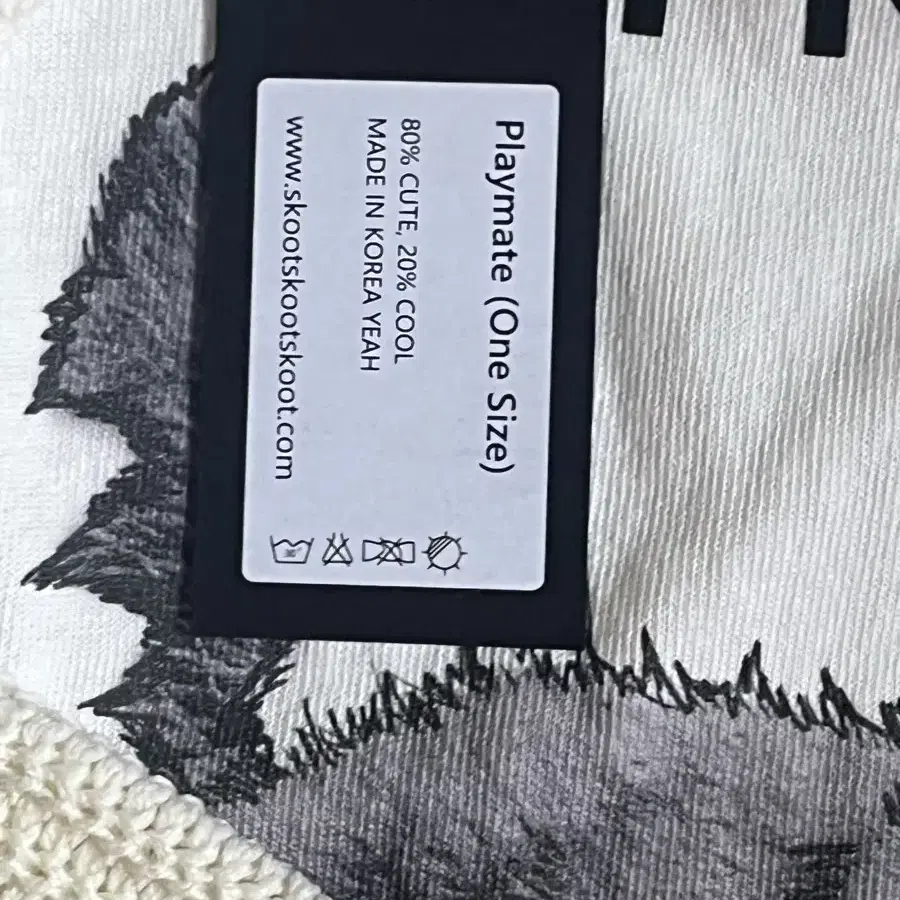 Playmate (One Size)
80% CUTE, 20% COOL
MADE IN KOREA YEAH
www.skootskootskoot.com